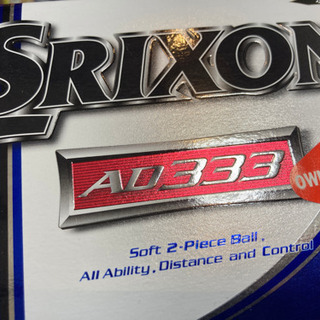 SRIXON
AD333
Soft 2-Piece Ball,
All Ability, Distance and Control